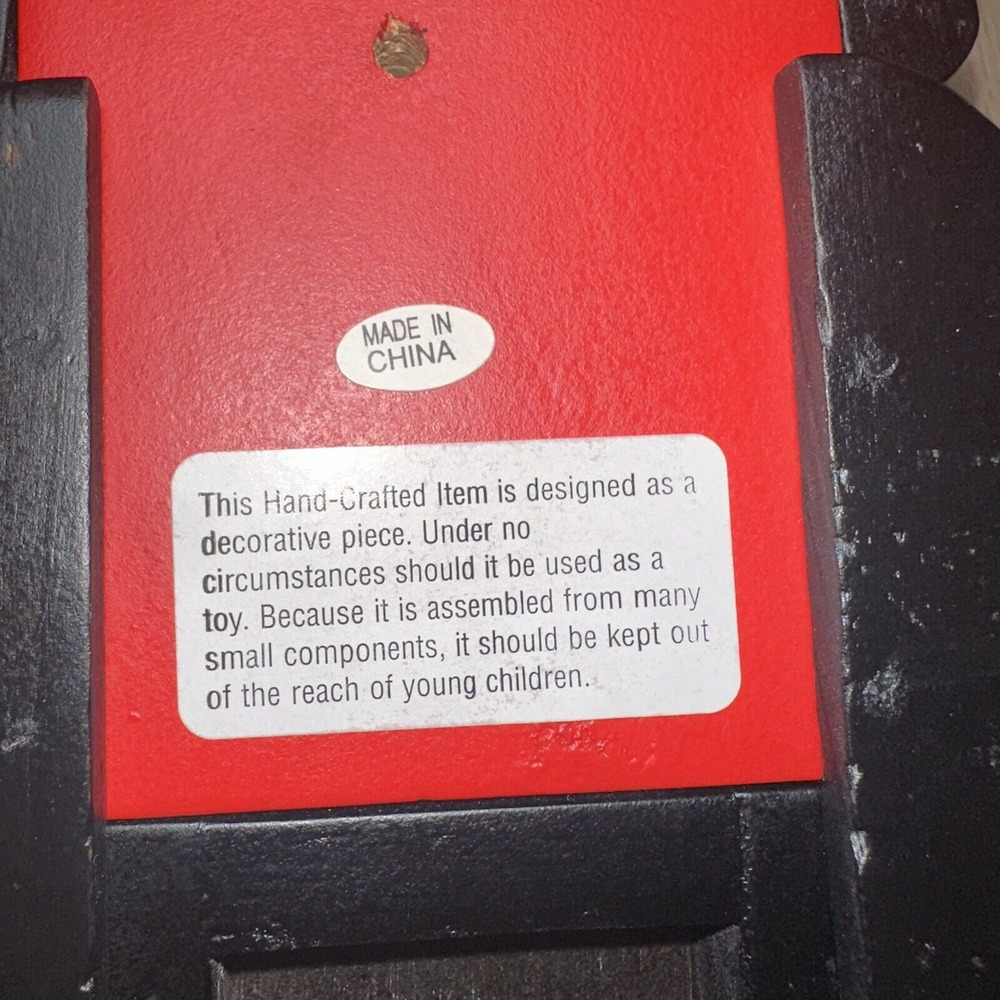 MADE IN
CHINA
This Hand-Crafted Item is designed as a
decorative piece. Under no
circumstances should it be used as a
toy. Because it is assembled from many
small components, it should be kept out
of the reach of young children.